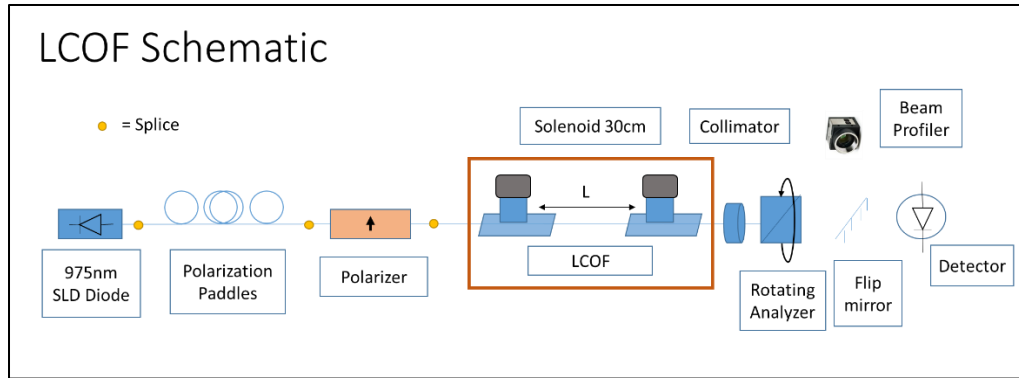 LCOF Schematic
= Splice
Solenoid 30cm
Collimator
Beam
Profiler
L
975nm
SLD Diode
Polarization
Paddles
Polarizer
LCOF
Rotating
Analyzer
Flip
mirror
Detector